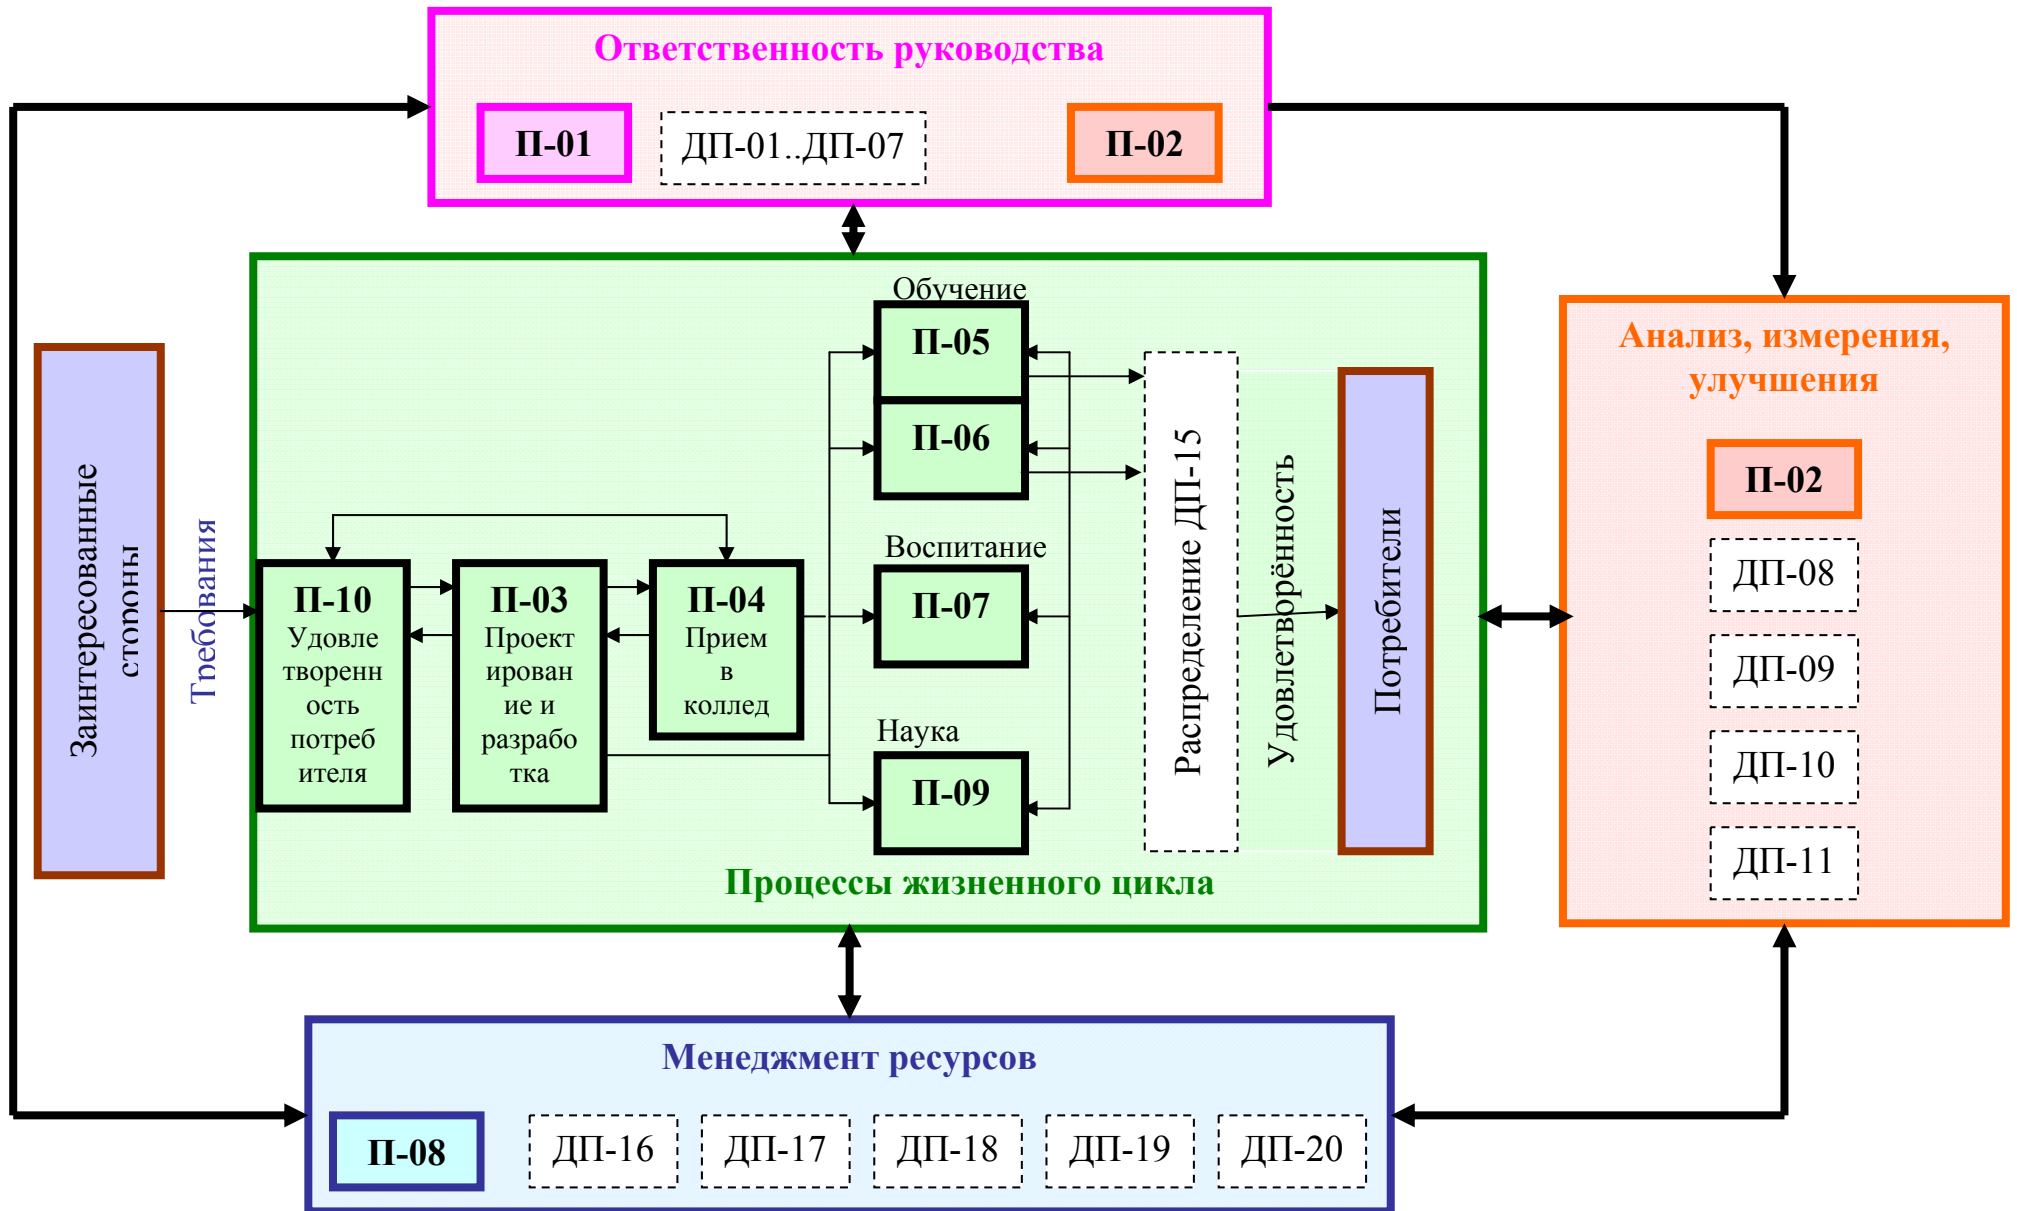 Ответственность руководства
П-01
ДП-01..ДП-07
П-02
Заинтересованные
стороны
Требования
П-10
Удовле
творенн
ость
потреб
ителя
П-03
Проект
ирован
ие и
разрабо
тка
П-04
Прием
в
коллед
Обучение
П-05
П-06
Воспитание
П-07
Наука
П-09
Распределение ДП-15
Удовлетворённость
Потребители
Процессы жизненного цикла
Анализ, измерения,
улучшения
П-02
ДП-08
ДП-09
ДП-10
ДП-11
Менеджмент ресурсов
П-08
ДП-16
ДП-17
ДП-18
ДП-19
ДП-20